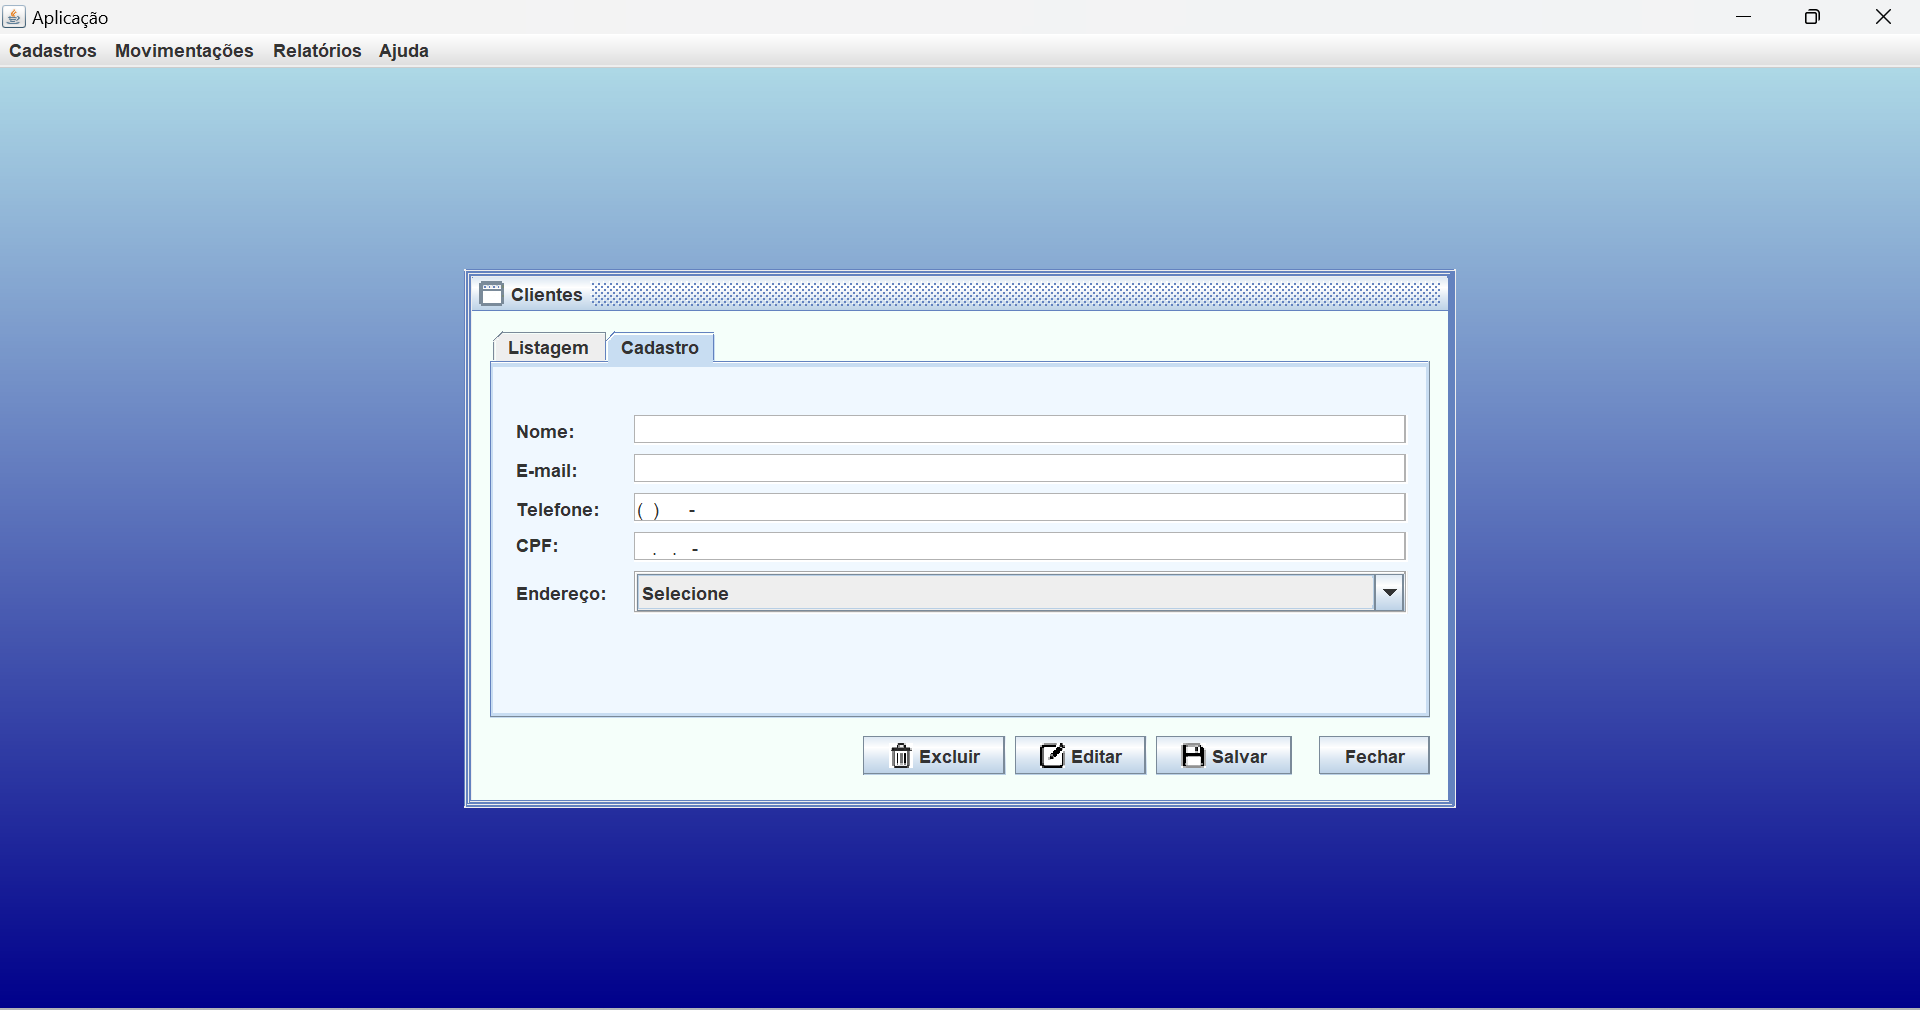 Aplicação
Cadastros Movimentações Relatórios Ajuda
Clientes
Listagem Cadastro
Nome:
E-mail:
Telefone: ( ) -
CPF: . . -
Endereço: Selecione
Excluir Editar Salvar Fechar